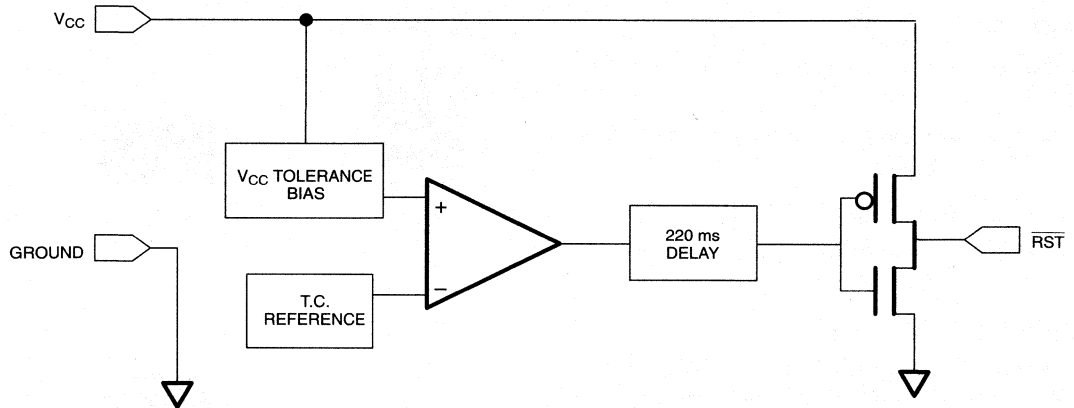 VCC
VCC TOLERANCE
BIAS
+
GROUND
220 ms
DELAY
RST
T.C.
REFERENCE
−